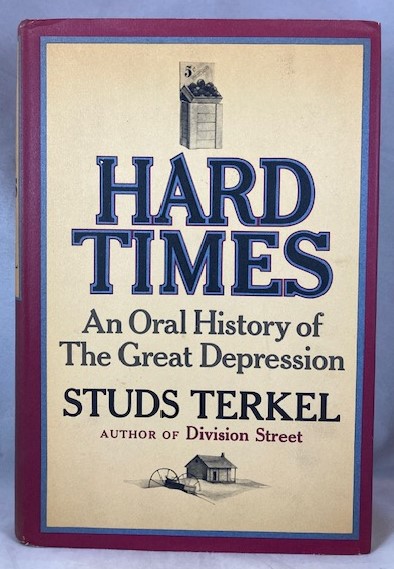 5¢
HARD
TIMES
An Oral History of
The Great Depression
STUDS TERKEL
AUTHOR OF Division Street